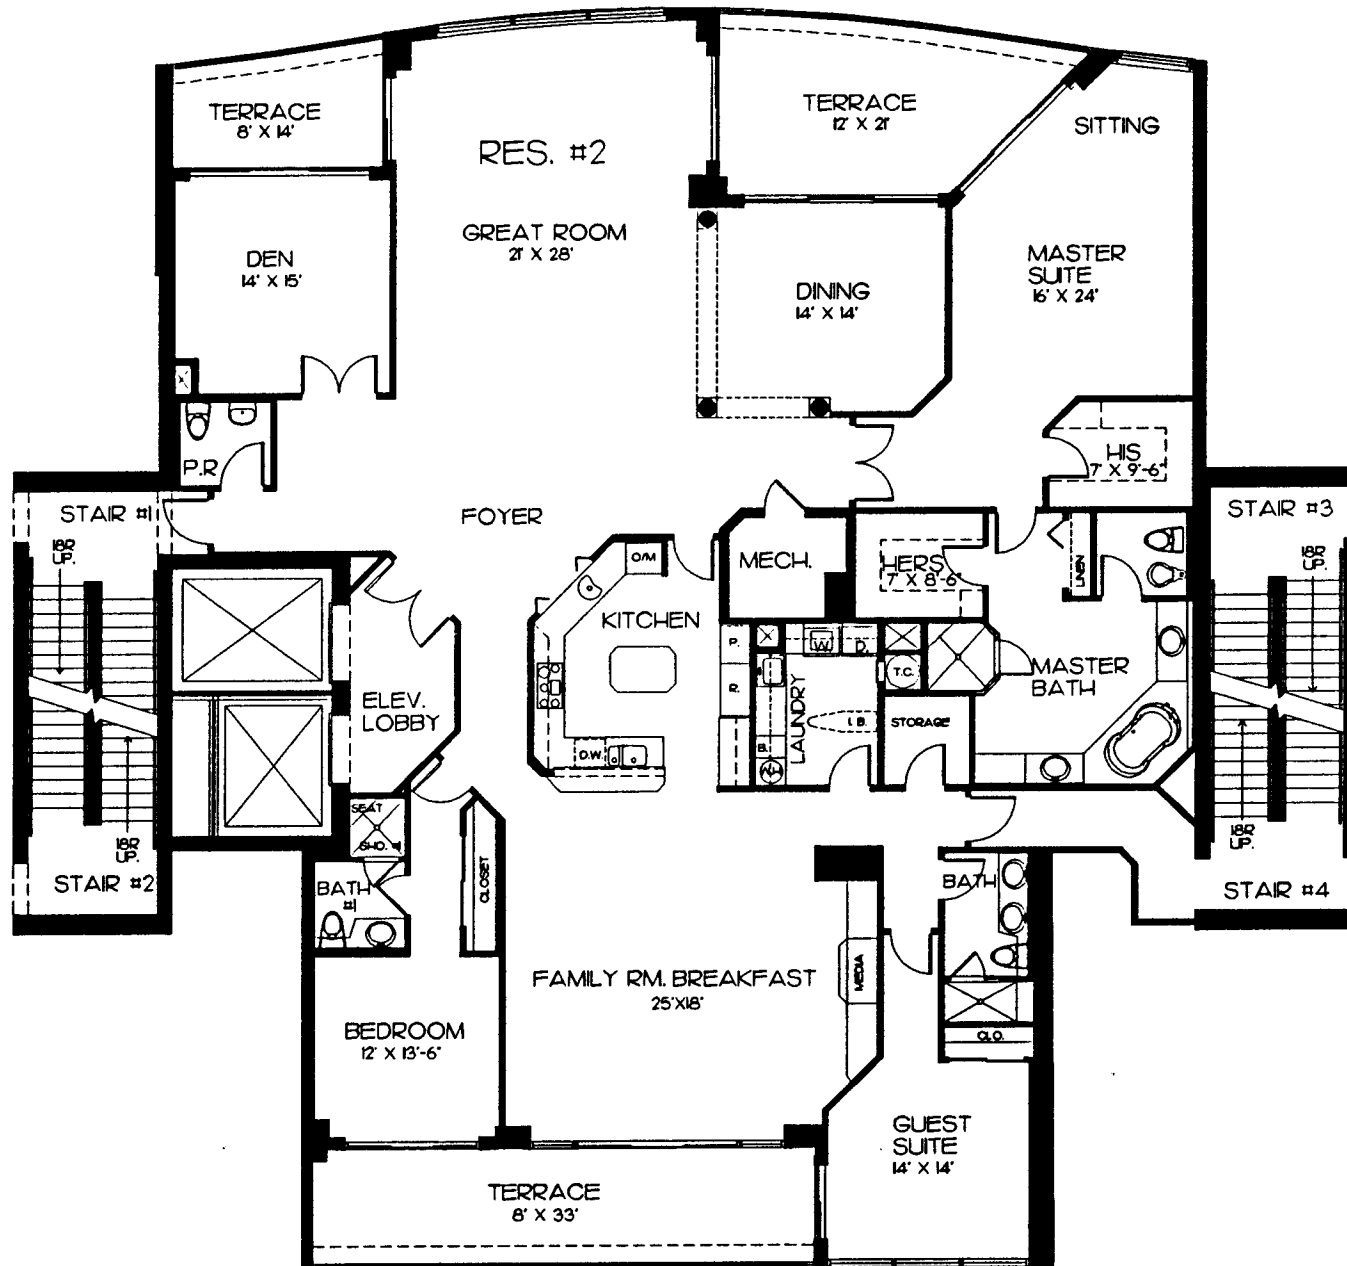 TERRACE
8' X 14'
TERRACE
12' X 21'
SITTING
RES. #2
GREAT ROOM
21' X 28'
DEN
14' X 15'
DINING
14' X 14'
MASTER
SUITE
16' X 24'
HIS
7' X 9'-6"
P.R
STAIR #1
18R
UP.
FOYER
O/M
MECH.
HERS
7' X 8'-6"
LINEN
STAIR #3
18R
UP.
KITCHEN
P.
R.
W.
D.
T.C.
MASTER
BATH
ELEV.
LOBBY
LAUNDRY
I.B.
STORAGE
D.W.
B.
W.H.
18R
UP.
STAIR #2
SEAT
SHO.
BATH
#1
CLOSET
18R
UP.
STAIR #4
BATH
FAMILY RM. BREAKFAST
25'X18'
MEDIA
BEDROOM
12' X 13'-6"
CLO.
GUEST
SUITE
14' X 14'
TERRACE
8' X 33'